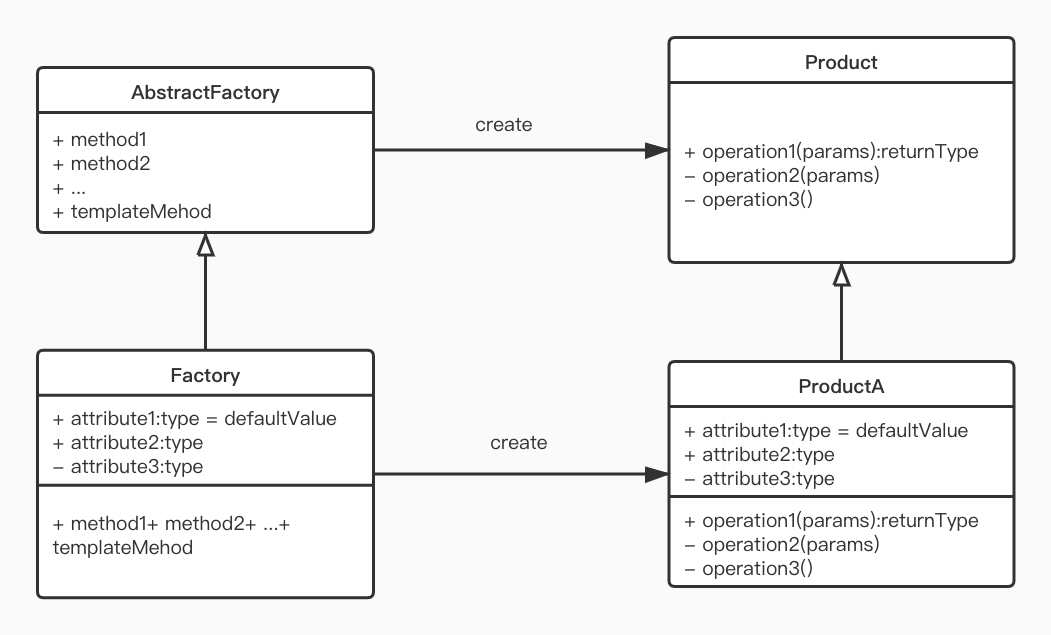 AbstractFactory
+ method1
+ method2
+ ...
+ templateMehod
create
Product
+ operation1(params):returnType
– operation2(params)
– operation3()
Factory
+ attribute1:type = defaultValue
+ attribute2:type
– attribute3:type
+ method1+ method2+ ...+
templateMehod
create
ProductA
+ attribute1:type = defaultValue
+ attribute2:type
– attribute3:type
+ operation1(params):returnType
– operation2(params)
– operation3()